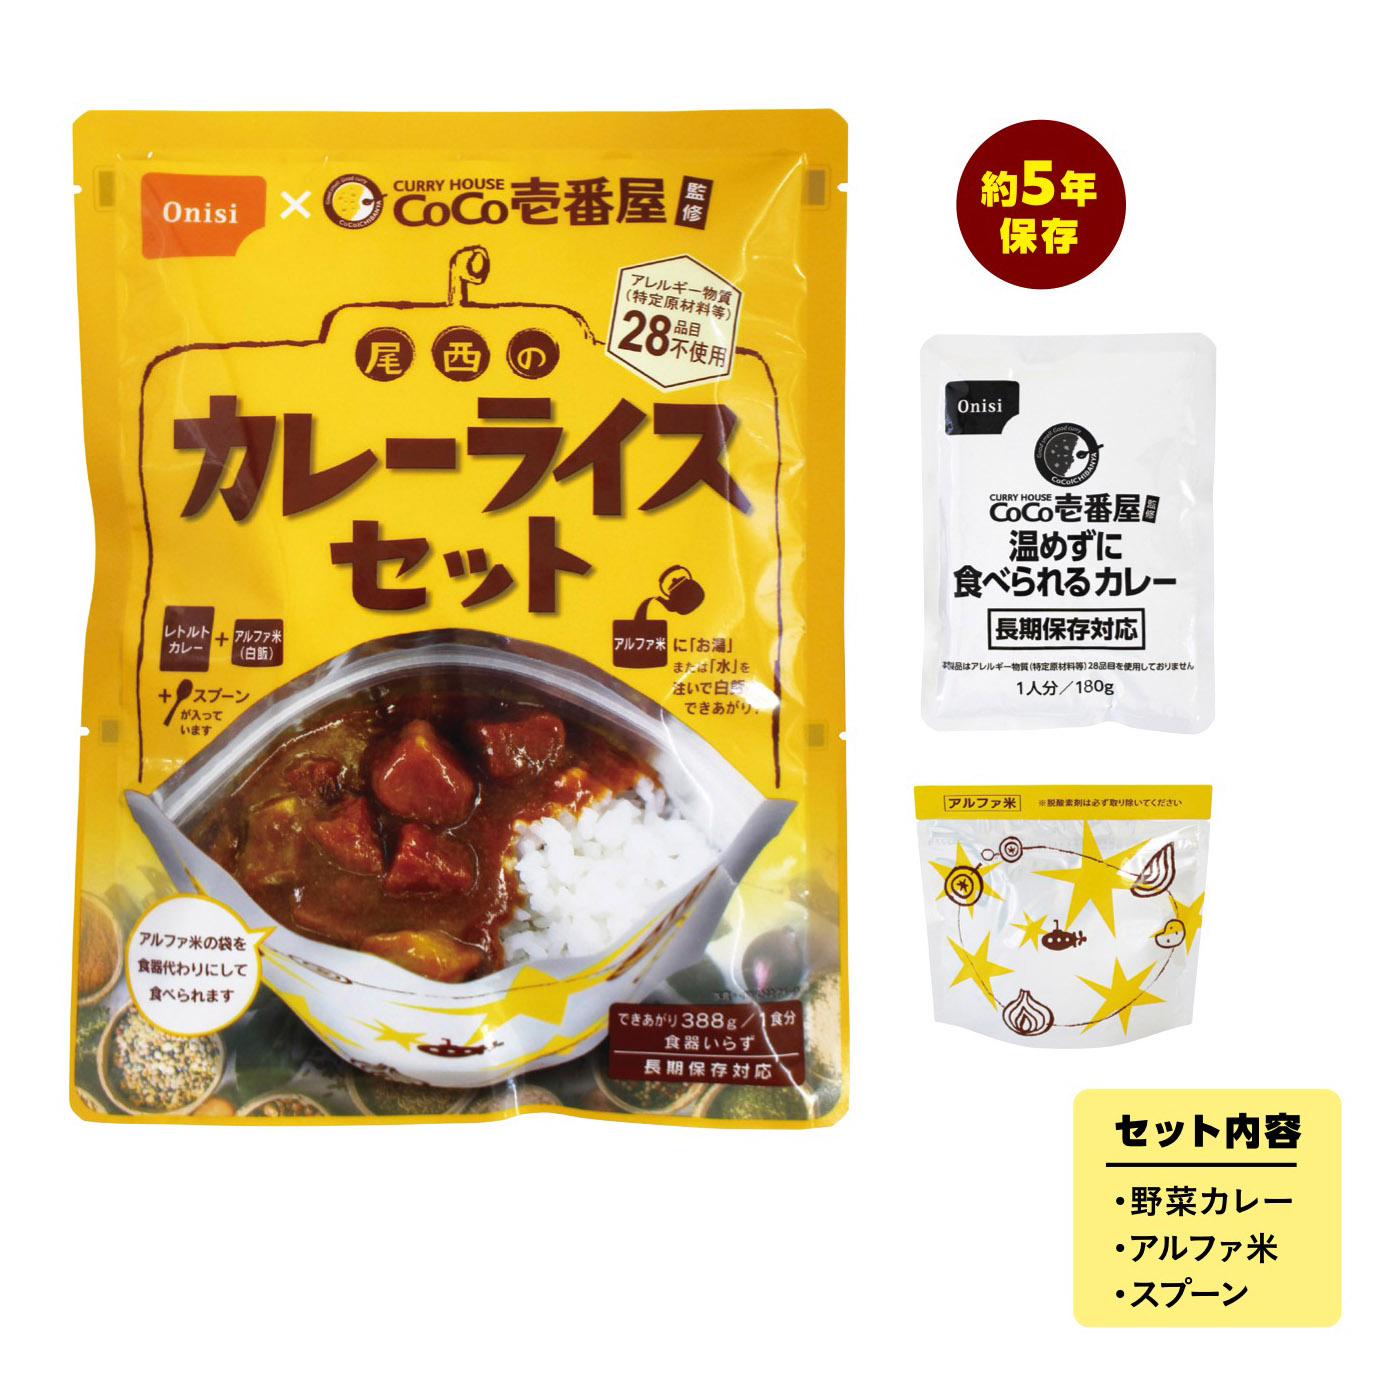 Onisi × CURRY HOUSE CoCo壱番屋 監修
Good smell Good curry
CoCoICHIBANYA
アレルギー物質
(特定原材料等)
28品目
不使用
尾西の
カレーライス
セット
レトルト
カレー
+
アルファ米
(白飯)
+スプーン
が入って
います
アルファ米に「お湯」
または「水」を
注いで白飯
できあがり!
アルファ米の袋を
食器代わりにして
食べられます
できあがり388g/1食分
食器いらず
長期保存対応
約5年
保存
Onisi
Good smell Good curry
CoCoICHIBANYA
CURRY HOUSE
CoCo壱番屋 監修
温めずに
食べられるカレー
長期保存対応
本製品はアレルギー物質(特定原材料等)28品目を使用しておりません
1人分/180g
アルファ米 ※脱酸素剤は必ず取り除いてください
セット内容
・野菜カレー
・アルファ米
・スプーン